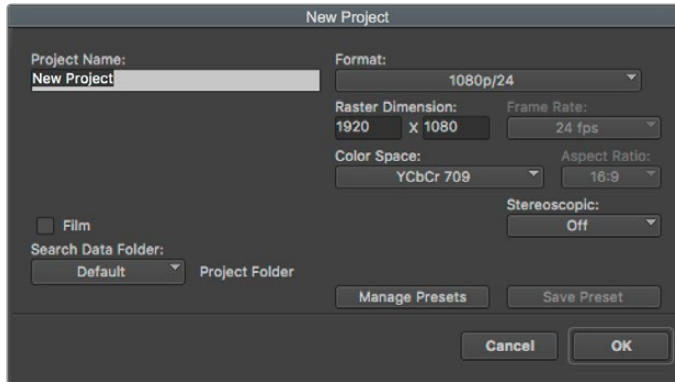 New Project
Project Name:
New Project
Format:
1080p/24
Raster Dimension:
Frame Rate:
1920 X 1080
24 fps
Color Space:
Aspect Ratio:
YCbCr 709
16:9
Stereoscopic:
Off
Film
Search Data Folder:
Default
Project Folder
Manage Presets
Save Preset
Cancel
OK